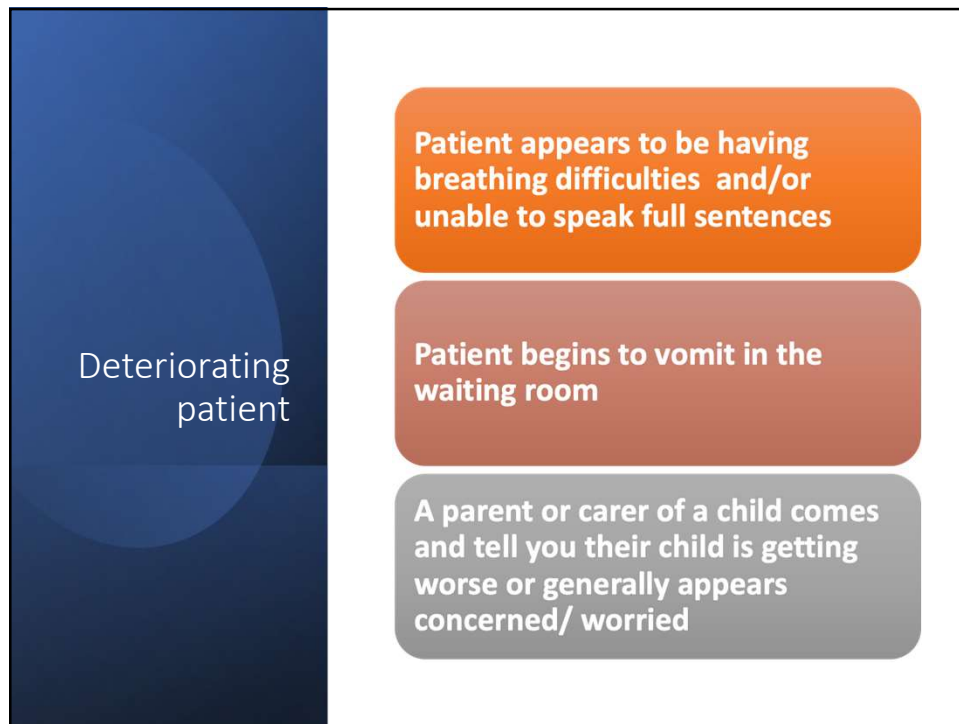 Deteriorating
patient
Patient appears to be having
breathing difficulties and/or
unable to speak full sentences
Patient begins to vomit in the
waiting room
A parent or carer of a child comes
and tell you their child is getting
worse or generally appears
concerned/ worried